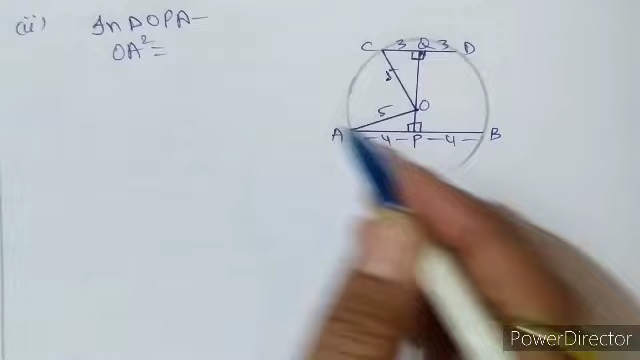 (ii) In ΔOPA-
OA² =
C 3 Q 3 D
5
5 O
A -4- P -4- B
PowerDirector